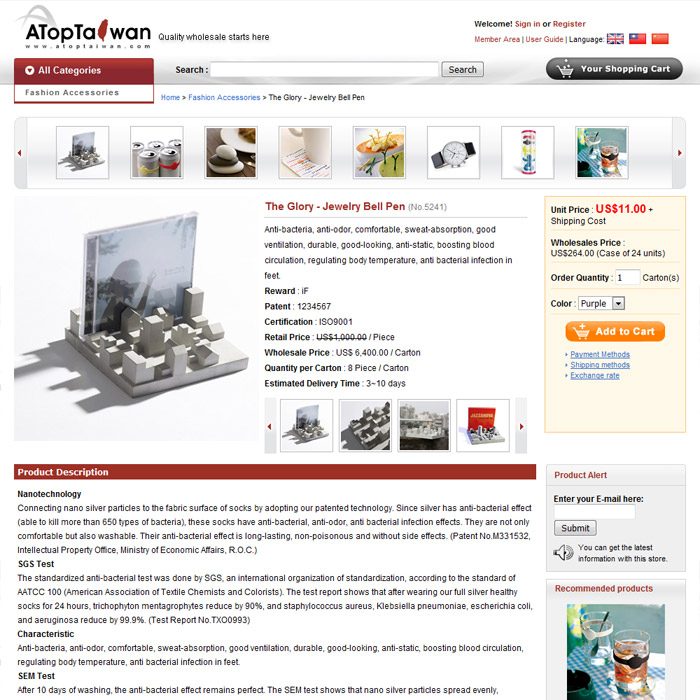 ATopTaiwan
www.atoptaiwan.com
Quality wholesale starts here
Welcome! Sign in or Register
Member Area | User Guide | Language:
All Categories
Search :
Search
Your Shopping Cart
Fashion Accessories
Home > Fashion Accessories > The Glory - Jewelry Bell Pen
The Glory - Jewelry Bell Pen (No.5241)
Anti-bacteria, anti-odor, comfortable, sweat-absorption, good
ventilation, durable, good-looking, anti-static, boosting blood
circulation, regulating body temperature, anti bacterial infection in
feet.
Reward : iF
Patent : 1234567
Certification : ISO9001
Retail Price : US$1,000.00 / Piece
Wholesale Price : US$ 6,400.00 / Carton
Quantity per Carton : 8 Piece / Carton
Estimated Delivery Time : 3~10 days
Unit Price : US$11.00 +
Shipping Cost
Wholesales Price :
US$264.00 (Case of 24 units)
Order Quantity : 1 Carton(s)
Color : Purple
Add to Cart
Payment Methods
Shipping methods
Exchange rate
Product Description
Nanotechnology
Connecting nano silver particles to the fabric surface of socks by adopting our patented technology. Since silver has anti-bacterial effect
(able to kill more than 650 types of bacteria), these socks have anti-bacterial, anti-odor, anti bacterial infection effects. They are not only
comfortable but also washable. Their anti-bacterial effect is long-lasting, non-poisonous and without side effects. (Patent No.M331532,
Intellectual Property Office, Ministry of Economic Affairs, R.O.C.)
SGS Test
The standardized anti-bacterial test was done by SGS, an international organization of standardization, according to the standard of
AATCC 100 (American Association of Textile Chemists and Colorists). The test report shows that after wearing our full silver healthy
socks for 24 hours, trichophyton mentagrophytes reduce by 90%, and staphylococcus aureus, Klebsiella pneumoniae, escherichia coli,
and aeruginosa reduce by 99.9%. (Test Report No.TXO0993)
Characteristic
Anti-bacteria, anti-odor, comfortable, sweat-absorption, good ventilation, durable, good-looking, anti-static, boosting blood circulation,
regulating body temperature, anti bacterial infection in feet.
SEM Test
After 10 days of washing, the anti-bacterial effect remains perfect. The SEM test shows that nano silver particles spread evenly,
Product Alert
Enter your E-mail here:
Submit
You can get the latest
information with this store.
Recommended products